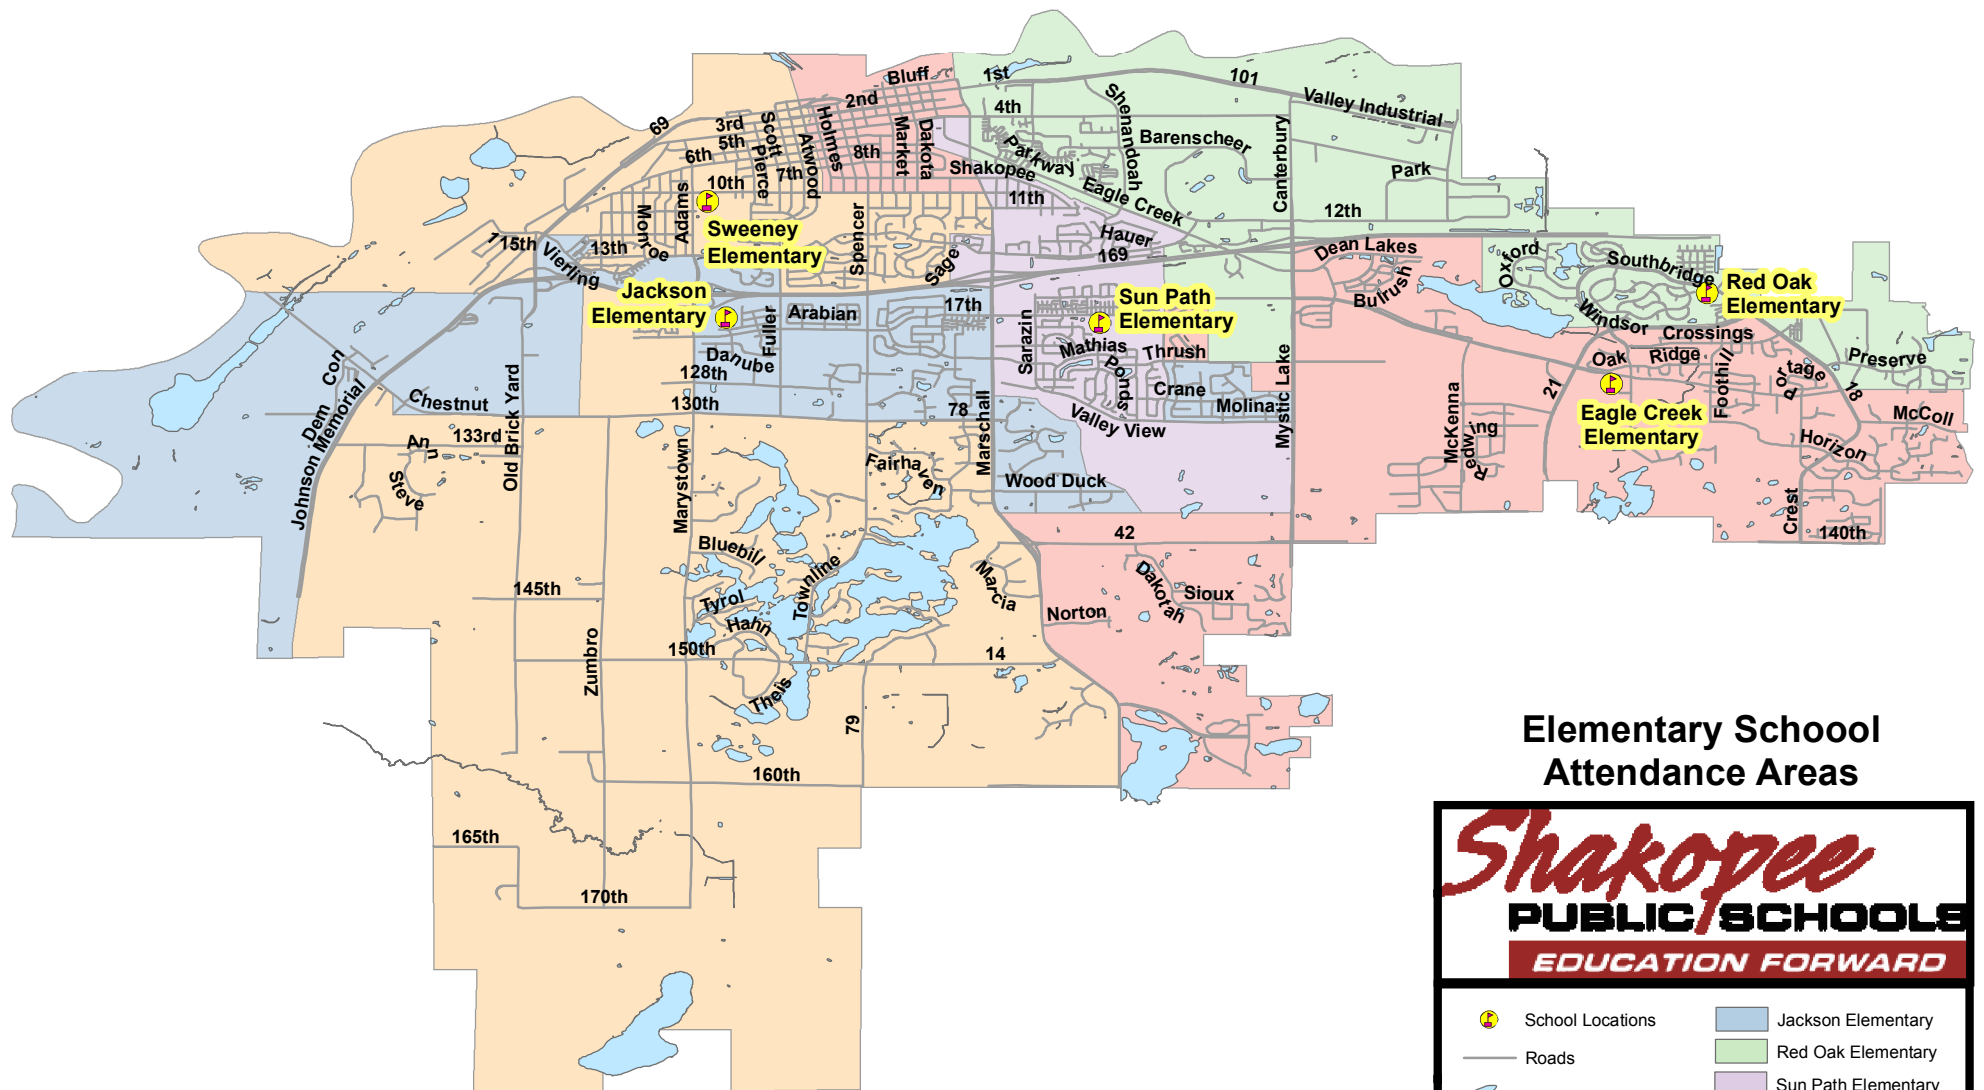 Bluff
1st
101
2nd
4th
Shenandoah
Valley Industrial
69
3rd
Scott
Holmes
Market
Dakota
5th
Atwood
Canterbury
Barenscheer
6th
Pierce
7th
8th
Parkway
Shakopee
Park
10th
Eagle Creek
11th
12th
Adams
Monroe
Sweeney
Elementary
Spencer
Sage
Hauer
169
Dean Lakes
Oxford
Southbridge
115th
Vierling
13th
Jackson
Elementary
Fuller
Arabian
17th
Sarazin
Sun Path
Elementary
Bulrush
Red Oak
Elementary
Windsor
Crossings
Mathias
Thrush
Oak
Ridge
Foothill
Portage
Preserve
Danube
128th
Pönds
Crane
Molina
Mystic Lake
21
18
Eagle Creek
Elementary
McColl
Dem Con
Johnson Memorial
Chestnut
Old Brick Yard
130th
78
Marschall
Valley View
McKenna
Redwing
Horizon
133rd
Ann
Steve
Marystown
Fairhaven
Wood Duck
Crest
140th
42
Bluebill
Townline
Marcia
Dakotah
Sioux
145th
Tyrol
Hahn
Norton
Zumbro
150th
14
Theis
79
160th
165th
170th
Elementary Schoool
Attendance Areas
Shakopee
PUBLIC SCHOOLS
EDUCATION FORWARD
School Locations
Jackson Elementary
Roads
Red Oak Elementary
Sun Path Elementary